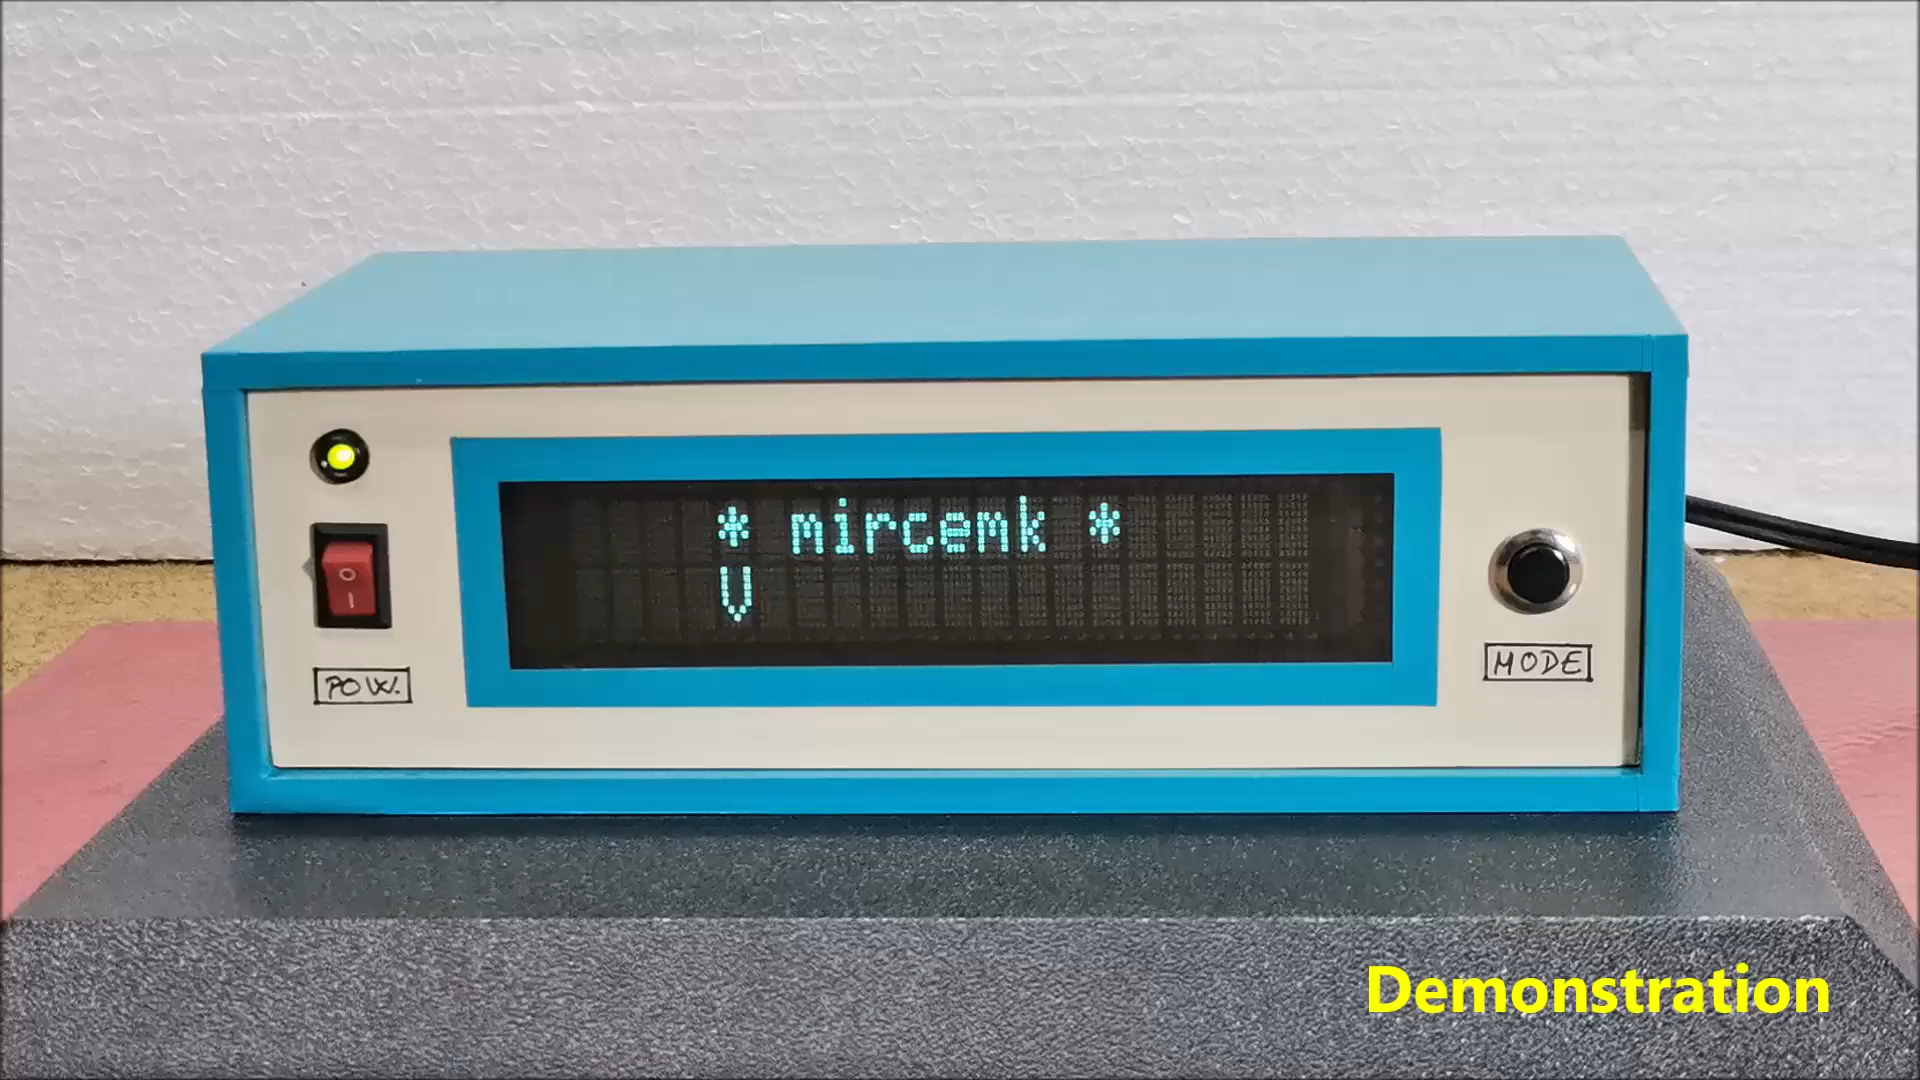 * mircemk *
V
O
I
POW.
MODE
Demonstration